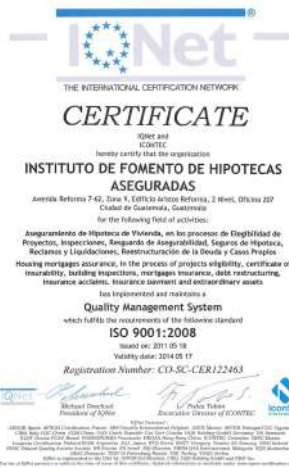 IQNet
®
THE INTERNATIONAL CERTIFICATION NETWORK
CERTIFICATE
IQNet and
ICONTEC
hereby certify that the organization
INSTITUTO DE FOMENTO DE HIPOTECAS
ASEGURADAS
Avenida Reforma 7-62, Zona 9, Edificio Aristos Reforma, 2 Nivel, Oficina 207
Ciudad de Guatemala, Guatemala
for the following field of activities:
Aseguramiento de Hipoteca de Vivienda, en los procesos de Elegibilidad de
Proyectos, Inspecciones, Resguardo de Asegurabilidad, Seguros de Hipoteca,
Reclamos y Liquidaciones, Reestructuración de la Deuda y Casos Propios
Housing mortgages assurance, in the process of projects eligibility, certificate of
insurability, building inspections, mortgages insurance, debt restructuring,
insurance acclaims, insurance payment and extraordinary assets
has implemented and maintains a
Quality Management System
which fulfills the requirements of the following standard
ISO 9001:2008
Issued on: 2011 05 18
Validity date: 2014 05 17
Registration Number: CO-SC-CER122463
IQNet
Michael Drechsel
President of IQNet
Fabio Tobón
Executive Director of ICONTEC
icontec